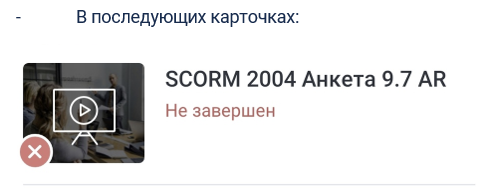 - В последующих карточках:
SCORM 2004 Анкета 9.7 AR
Не завершен